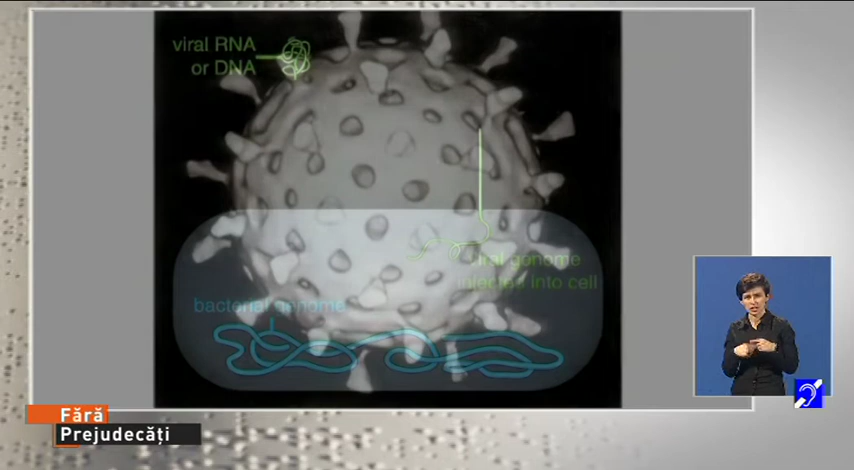 viral RNA
or DNA
viral genome
injected into cell
bacterial genome
Fără
Prejudecăți